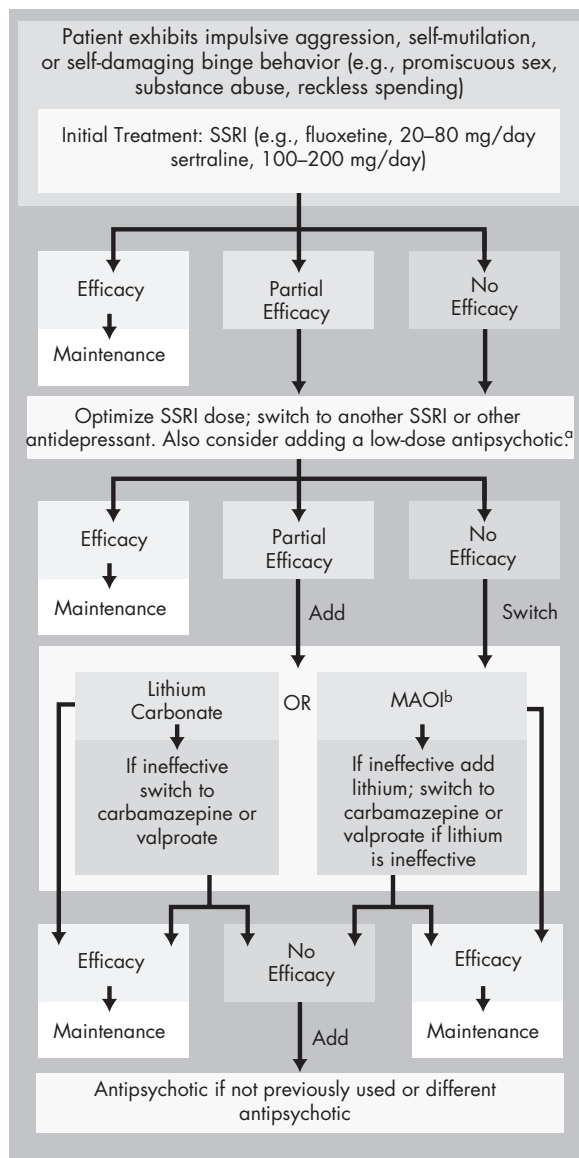 Patient exhibits impulsive aggression, self-mutilation,
or self-damaging binge behavior (e.g., promiscuous sex,
substance abuse, reckless spending)
Initial Treatment: SSRI (e.g., fluoxetine, 20–80 mg/day
sertraline, 100–200 mg/day)
Efficacy
Maintenance
Partial
Efficacy
No
Efficacy
Optimize SSRI dose; switch to another SSRI or other
antidepressant. Also consider adding a low-dose antipsychotic.a
Efficacy
Maintenance
Partial
Efficacy
No
Efficacy
Add
Switch
Lithium
Carbonate
If ineffective
switch to
carbamazepine or
valproate
OR
MAOIb
If ineffective add
lithium; switch to
carbamazepine or
valproate if lithium
is ineffective
Efficacy
Maintenance
No
Efficacy
Efficacy
Maintenance
Add
Antipsychotic if not previously used or different
antipsychotic